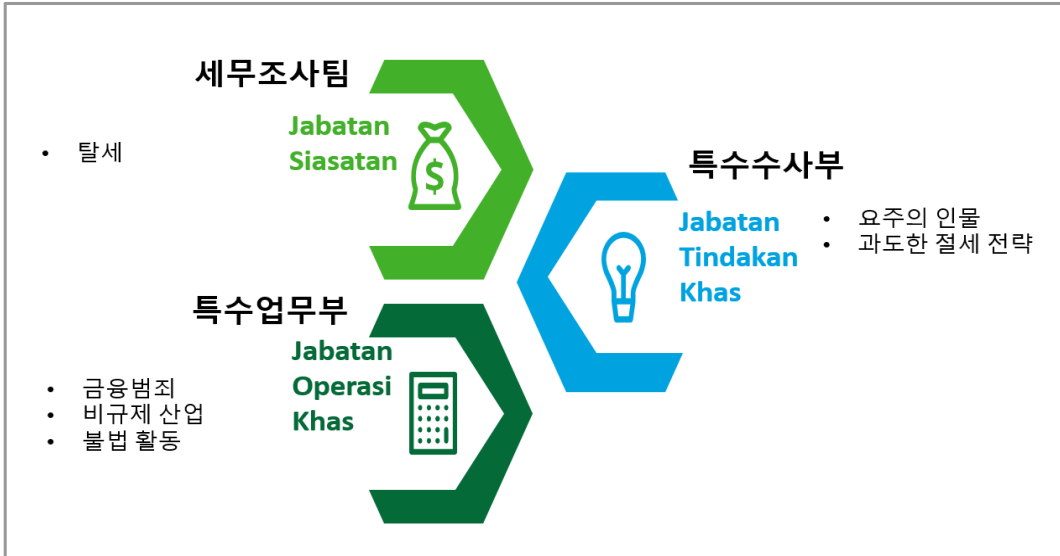 세무조사팀
Jabatan
Siasatan
• 탈세
특수수사부
Jabatan
Tindakan
Khas
• 요주의 인물
• 과도한 절세 전략
특수업무부
Jabatan
Operasi
Khas
• 금융범죄
• 비규제 산업
• 불법 활동
$